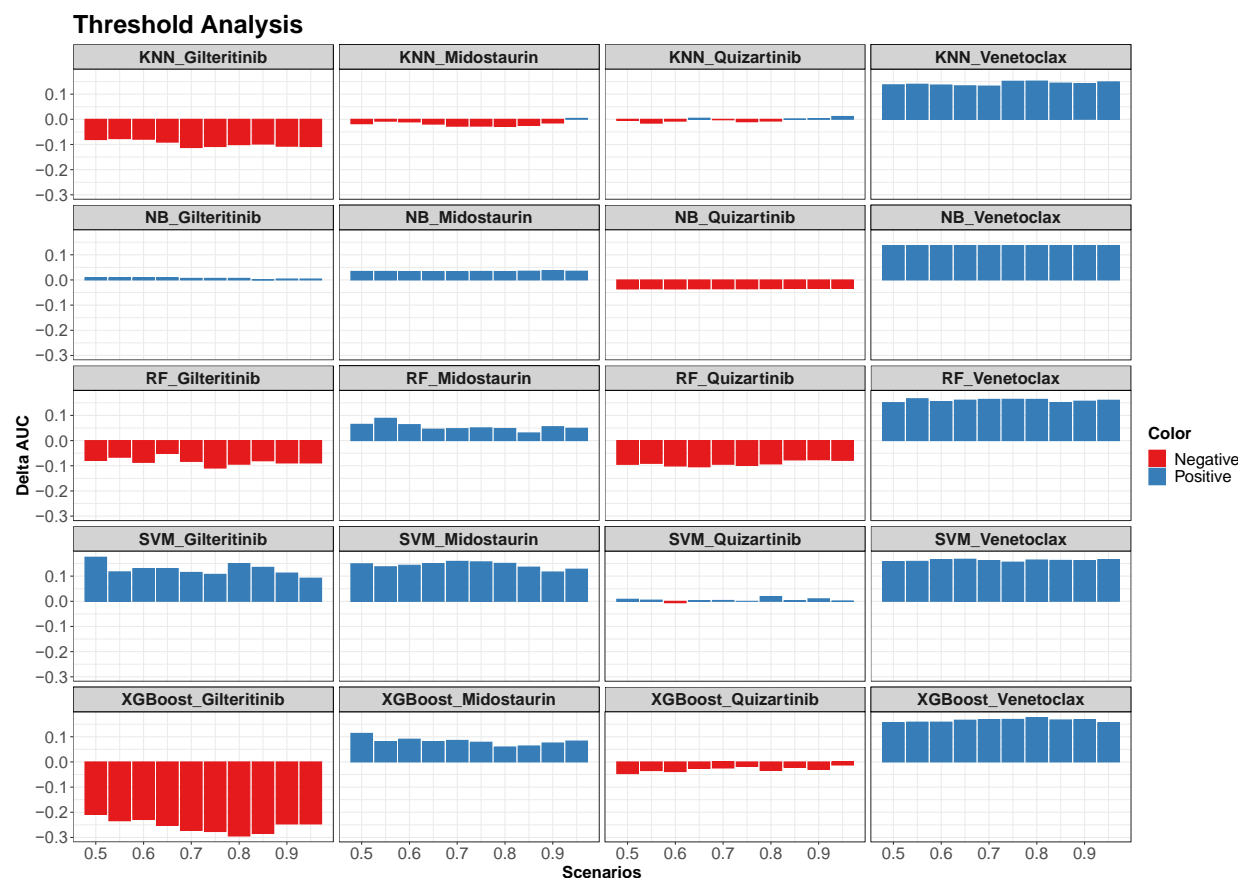 Threshold Analysis
KNN_Gilteritinib KNN_Midostaurin KNN_Quizartinib KNN_Venetoclax
0.1
0.0
−0.1
−0.2
−0.3
NB_Gilteritinib NB_Midostaurin NB_Quizartinib NB_Venetoclax
0.1
0.0
−0.1
−0.2
−0.3
RF_Gilteritinib RF_Midostaurin RF_Quizartinib RF_Venetoclax
0.1
0.0
−0.1
−0.2
−0.3
Delta AUC
Color
Negative
Positive
SVM_Gilteritinib SVM_Midostaurin SVM_Quizartinib SVM_Venetoclax
0.1
0.0
−0.1
−0.2
−0.3
XGBoost_Gilteritinib XGBoost_Midostaurin XGBoost_Quizartinib XGBoost_Venetoclax
0.1
0.0
−0.1
−0.2
−0.3
0.5 0.6 0.7 0.8 0.9 0.5 0.6 0.7 0.8 0.9 0.5 0.6 0.7 0.8 0.9 0.5 0.6 0.7 0.8 0.9
Scenarios